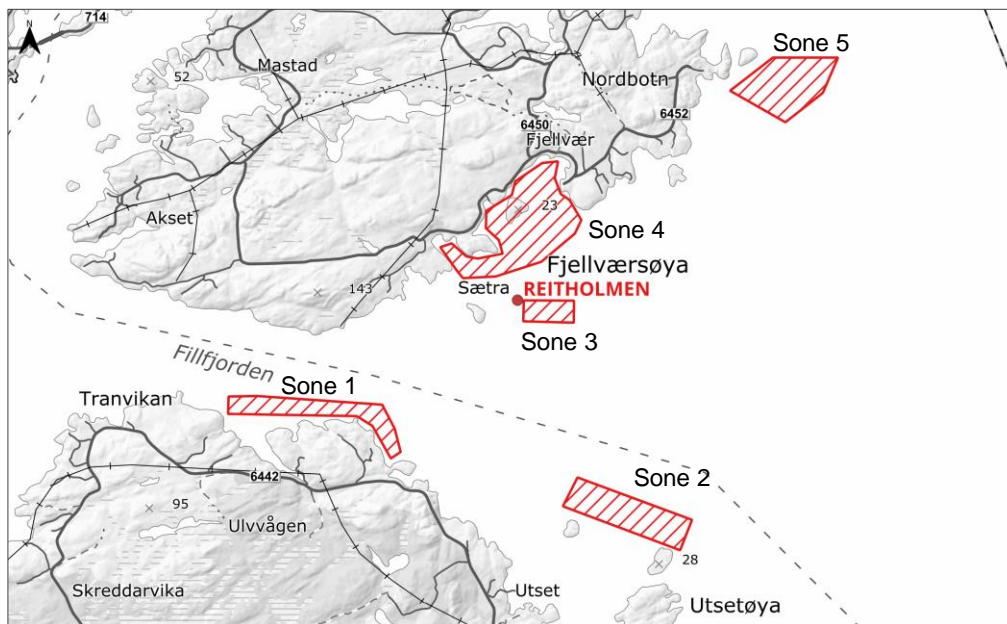 714
N
Sone 5
Mastad
52
Nordbotn
6452
6450
Fjellvær
23
Akset
Sone 4
Fjellværsøya
Sætra
REITHOLMEN
143
Sone 3
Fillfjorden
Sone 1
Tranvikan
6442
Sone 2
95
Ulvvågen
28
Skreddarvika
Utset
Utsetøya